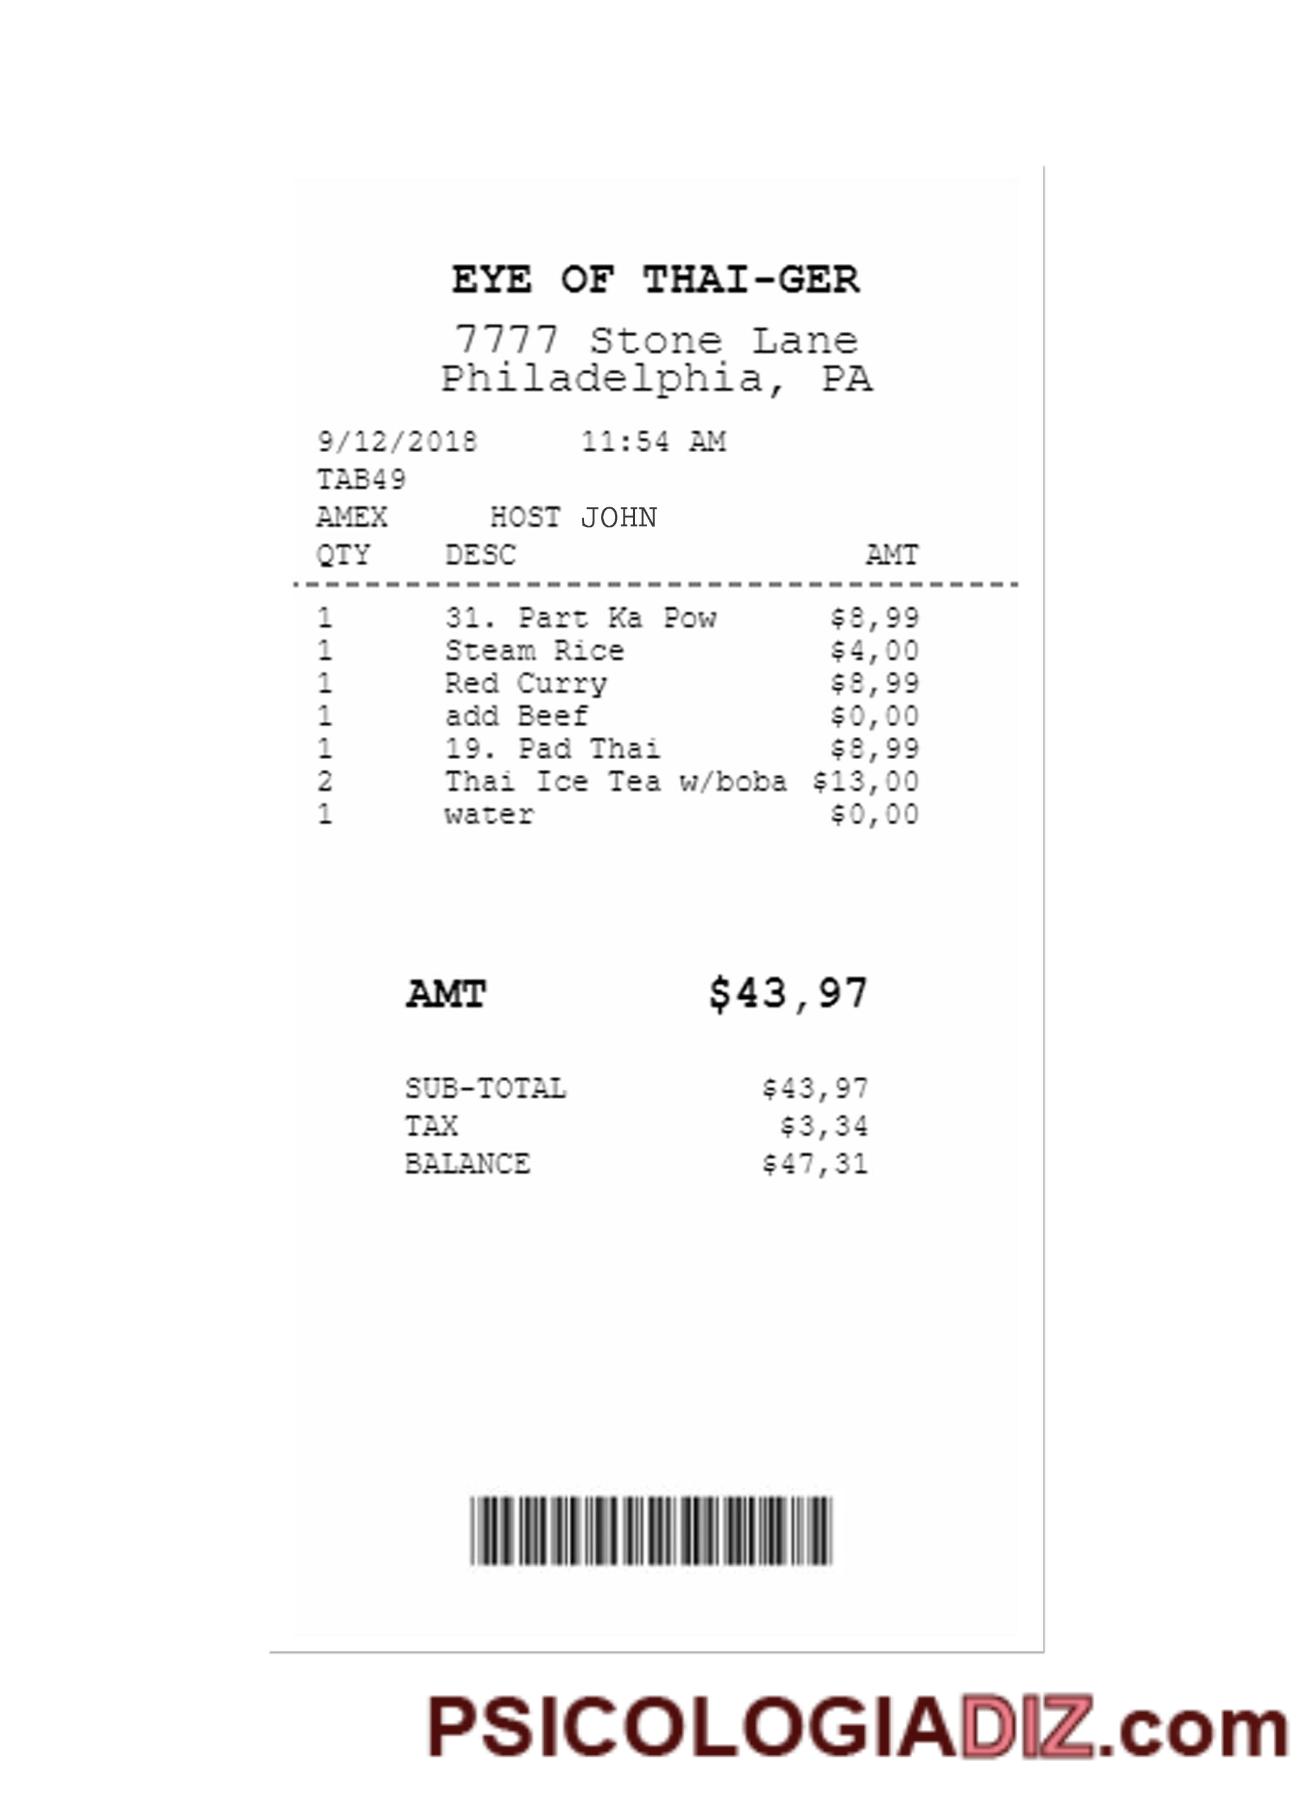 EYE OF THAI-GER
7777 Stone Lane
Philadelphia, PA
9/12/2018 11:54 AM
TAB49
AMEX HOST JOHN
QTY DESC AMT
1 31. Part Ka Pow $8,99
1 Steam Rice $4,00
1 Red Curry $8,99
1 add Beef $0,00
1 19. Pad Thai $8,99
2 Thai Ice Tea w/boba $13,00
1 water $0,00
AMT $43,97
SUB-TOTAL $43,97
TAX $3,34
BALANCE $47,31
PSICOLOGIADIZ.com